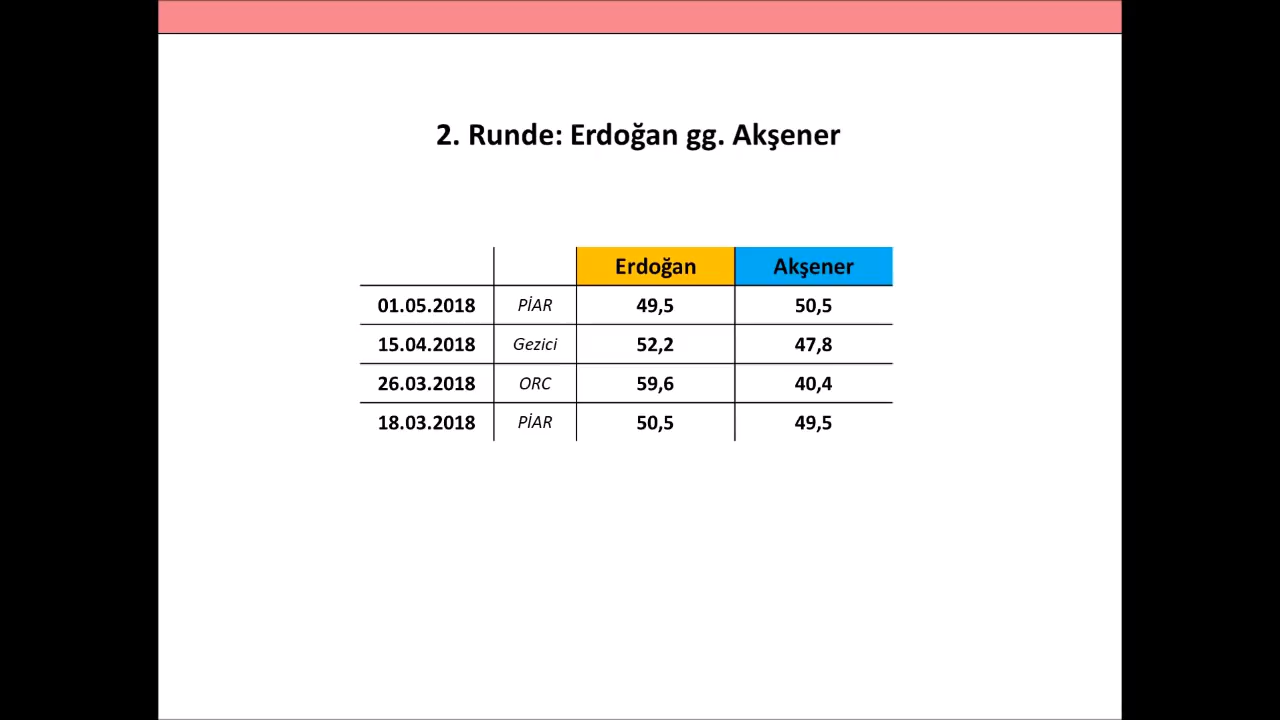 2. Runde: Erdoğan gg. Akşener
Erdoğan Akşener
01.05.2018 PİAR 49,5 50,5
15.04.2018 Gezici 52,2 47,8
26.03.2018 ORC 59,6 40,4
18.03.2018 PİAR 50,5 49,5